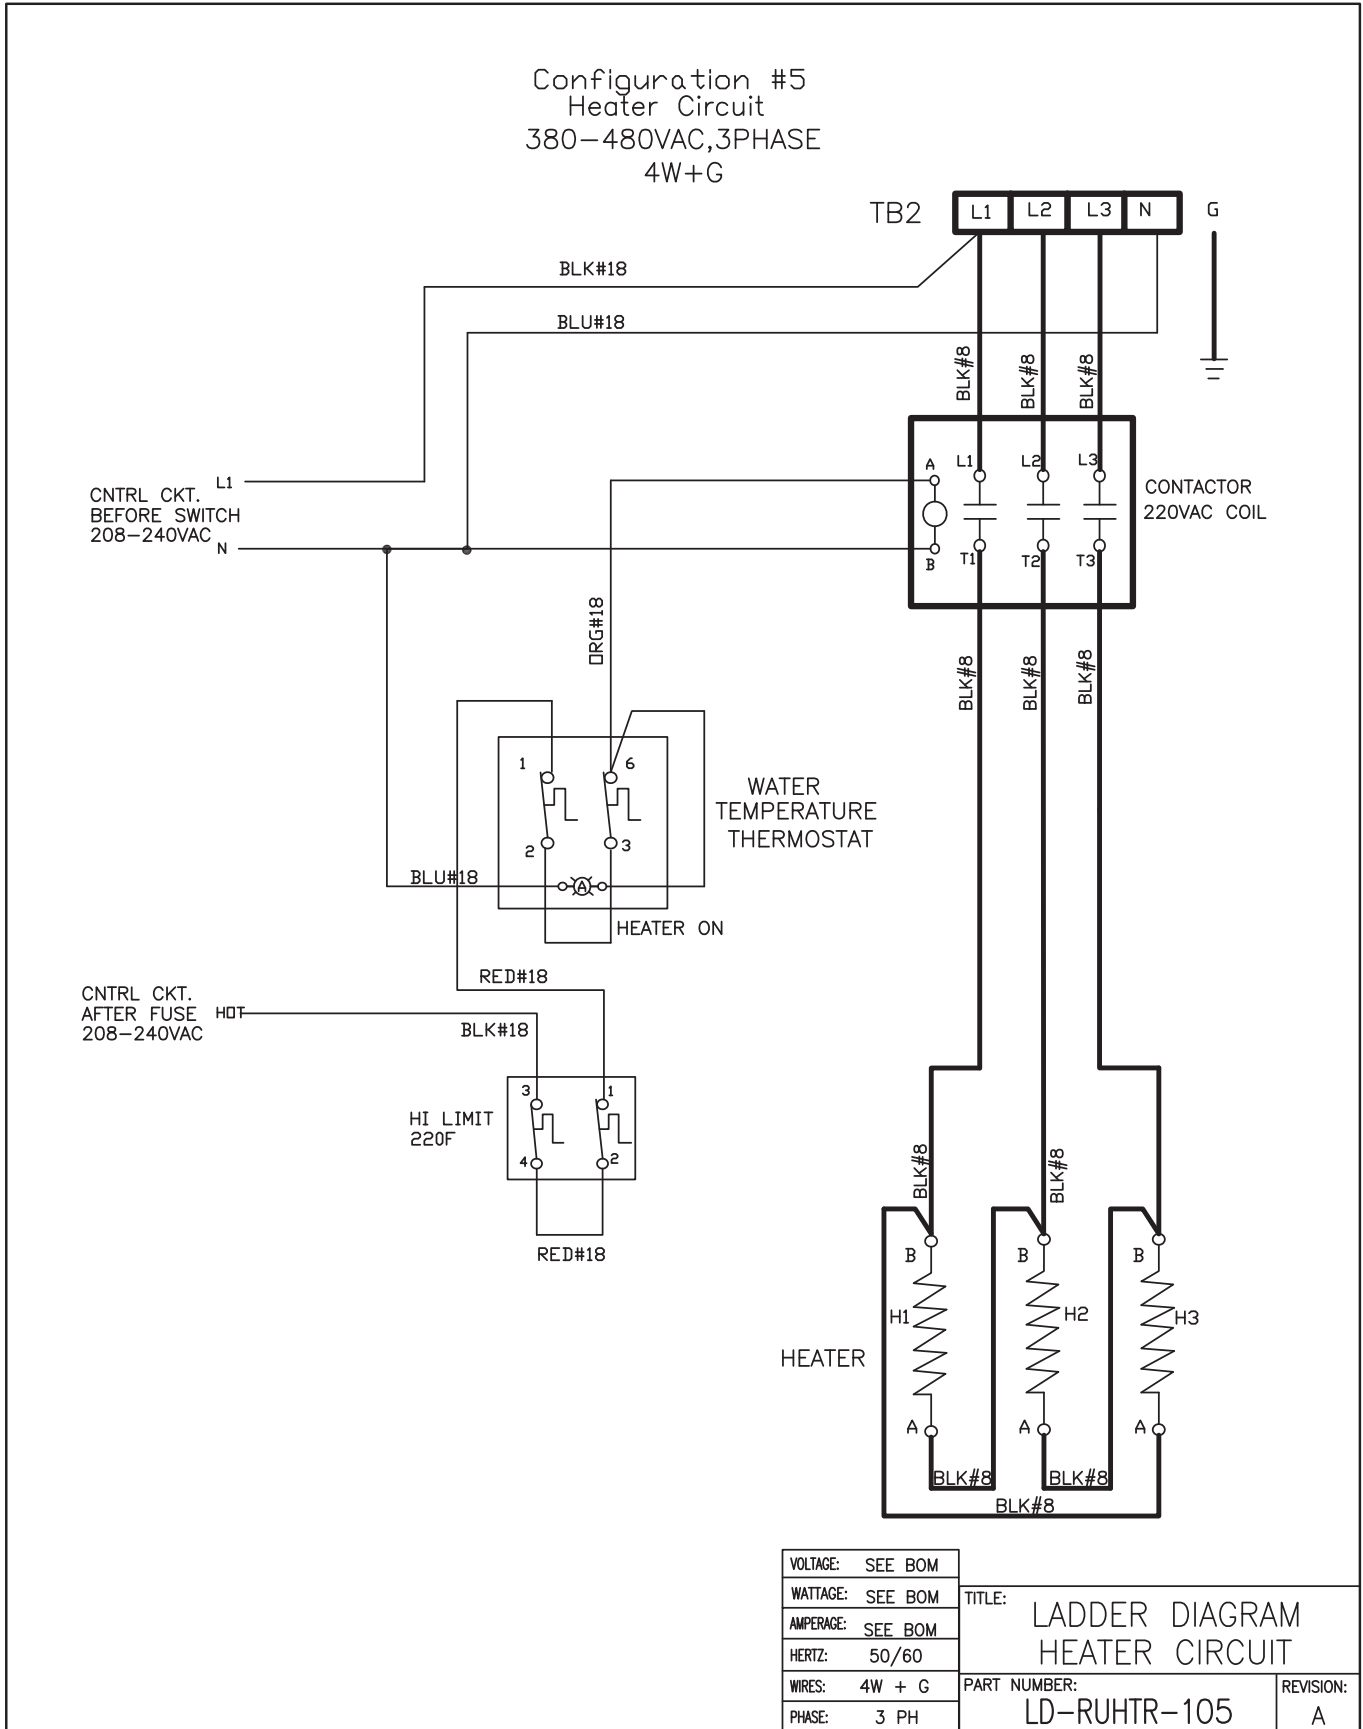 Configuration #5
Heater Circuit
380-480VAC,3PHASE
4W+G
TB2
L1 L2 L3 N G
BLK#18
BLU#18
BLK#8 BLK#8 BLK#8
CNTRL CKT.
BEFORE SWITCH
208-240VAC
L1
N
A L1 L2 L3
B T1 T2 T3
CONTACTOR
220VAC COIL
ORG#18
BLK#8 BLK#8 BLK#8
1 6
2 3
WATER
TEMPERATURE
THERMOSTAT
BLU#18
A
HEATER ON
RED#18
CNTRL CKT.
AFTER FUSE
208-240VAC
HOT
BLK#18
HI LIMIT
220F
3 1
4 2
RED#18
BLK#8 BLK#8
B B B
H1 H2 H3
HEATER
A A A
BLK#8 BLK#8
BLK#8
VOLTAGE: SEE BOM
WATTAGE: SEE BOM
AMPERAGE: SEE BOM
HERTZ: 50/60
WIRES: 4W + G
PHASE: 3 PH
TITLE:
LADDER DIAGRAM
HEATER CIRCUIT
PART NUMBER:
LD-RUHTR-105
REVISION:
A